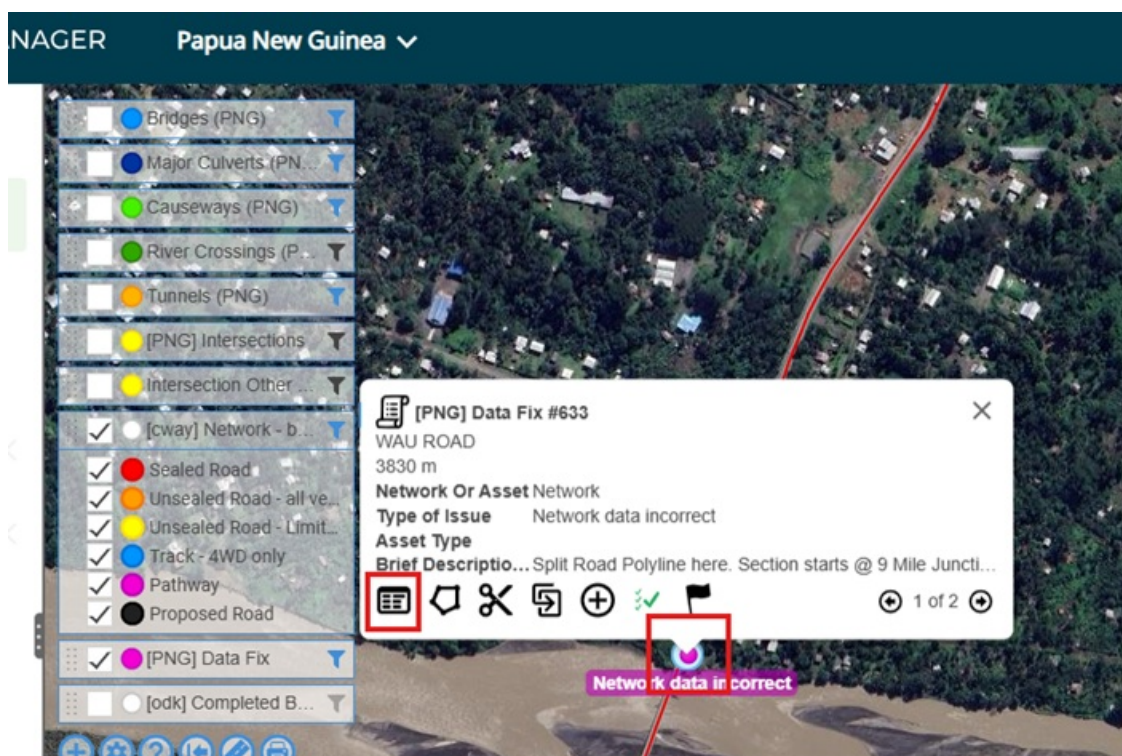 NAGER
Papua New Guinea
Bridges (PNG)
Major Culverts (PN...
Causeways (PNG)
River Crossings (P...
Tunnels (PNG)
[PNG] Intersections
Intersection Other ...
[cway] Network - b...
Sealed Road
Unsealed Road - all ve...
Unsealed Road - Limit...
Track - 4WD only
Pathway
Proposed Road
[PNG] Data Fix
[odk] Completed B...
[PNG] Data Fix #633
WAU ROAD
3830 m
Network Or Asset Network
Type of Issue Network data incorrect
Asset Type
Brief Descriptio... Split Road Polyline here. Section starts @ 9 Mile Juncti...
1 of 2
Network data incorrect